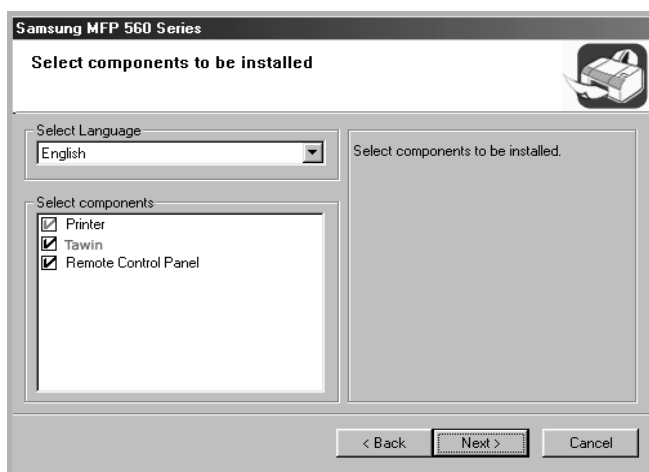 Samsung MFP 560 Series
Select components to be installed
Select Language
English
Select components to be installed.
Select components
Printer
Tawin
Remote Control Panel
< Back
Next >
Cancel